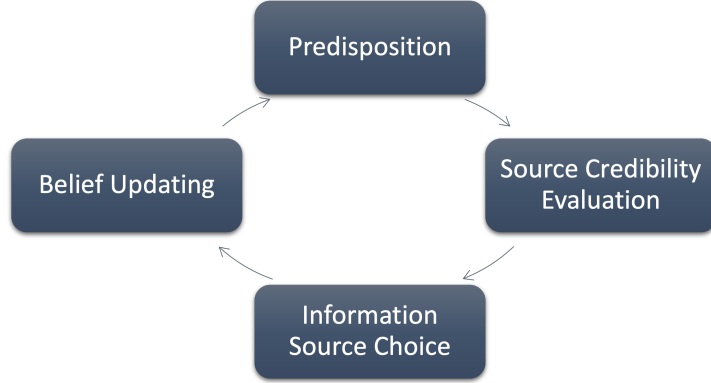 Predisposition
Source Credibility
Evaluation
Information
Source Choice
Belief Updating